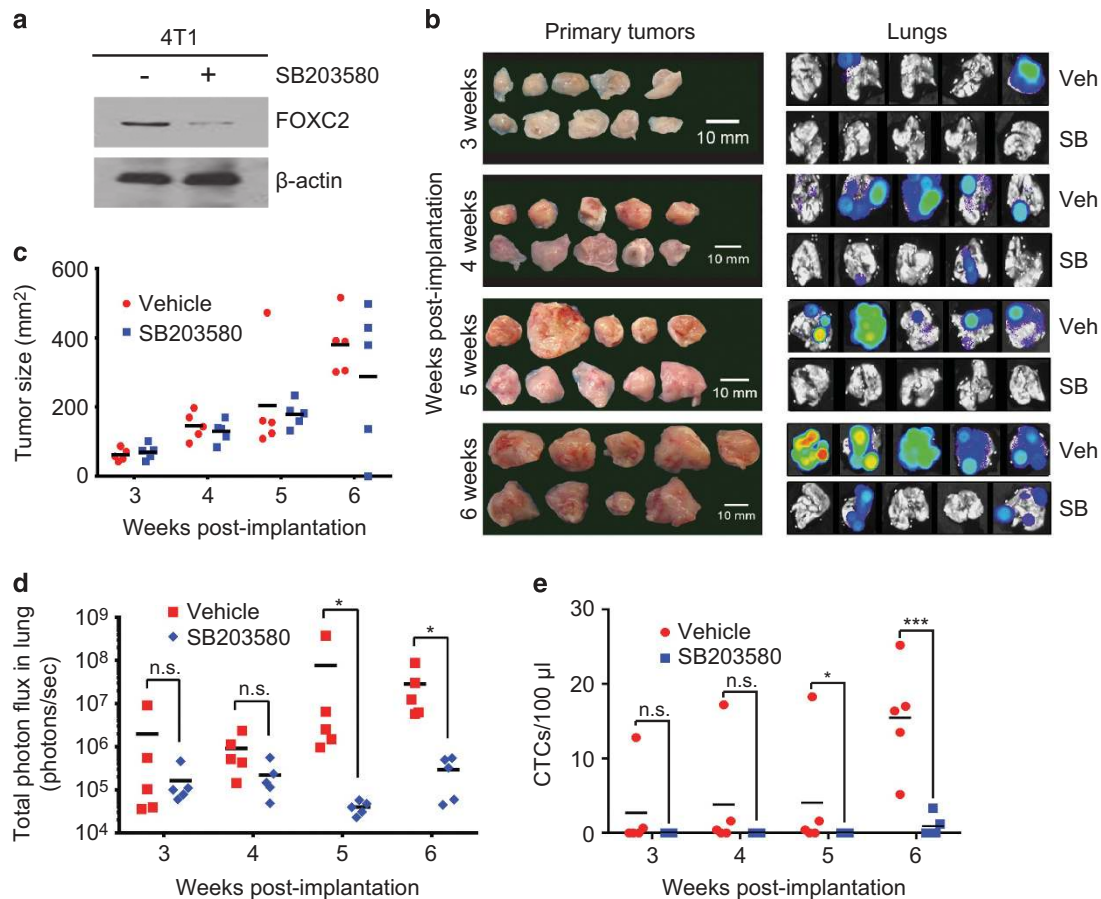 a
4T1
- + SB203580
FOXC2
β-actin
b
Primary tumors Lungs
Weeks post-implantation
3 weeks
10 mm
Veh
SB
4 weeks
10 mm
Veh
SB
5 weeks
10 mm
Veh
SB
6 weeks
10 mm
Veh
SB
c
Tumor size (mm²)
600
400
200
0
Vehicle
SB203580
3 4 5 6
Weeks post-implantation
d
Total photon flux in lung
(photons/sec)
10⁹
10⁸
10⁷
10⁶
10⁵
10⁴
Vehicle
SB203580
n.s. n.s. * *
3 4 5 6
Weeks post-implantation
e
CTCs/100 µl
30
20
10
0
Vehicle
SB203580
n.s. n.s. * ***
3 4 5 6
Weeks post-implantation